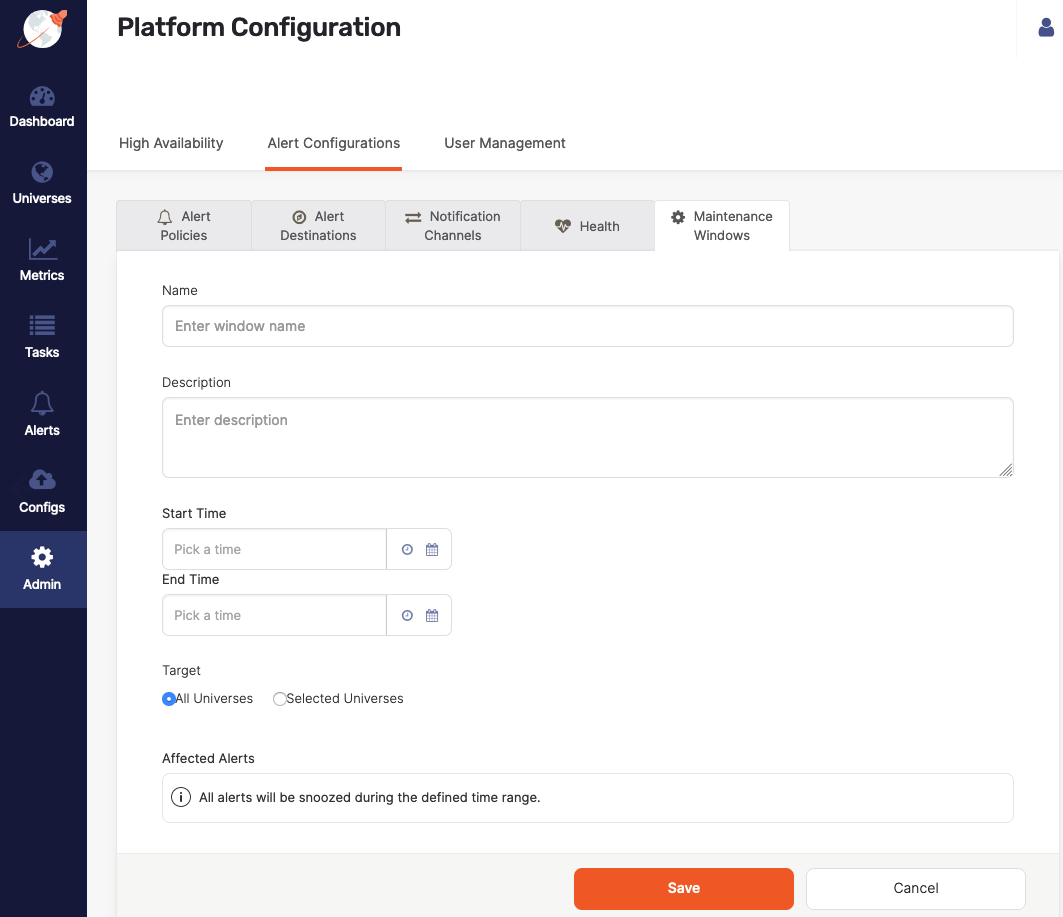 Platform Configuration
Dashboard
Universes
Metrics
Tasks
Alerts
Configs
Admin
High Availability
Alert Configurations
User Management
Alert
Policies
Alert
Destinations
Notification
Channels
Health
Maintenance
Windows
Name
Enter window name
Description
Enter description
Start Time
Pick a time
End Time
Pick a time
Target
All Universes
Selected Universes
Affected Alerts
All alerts will be snoozed during the defined time range.
Save
Cancel